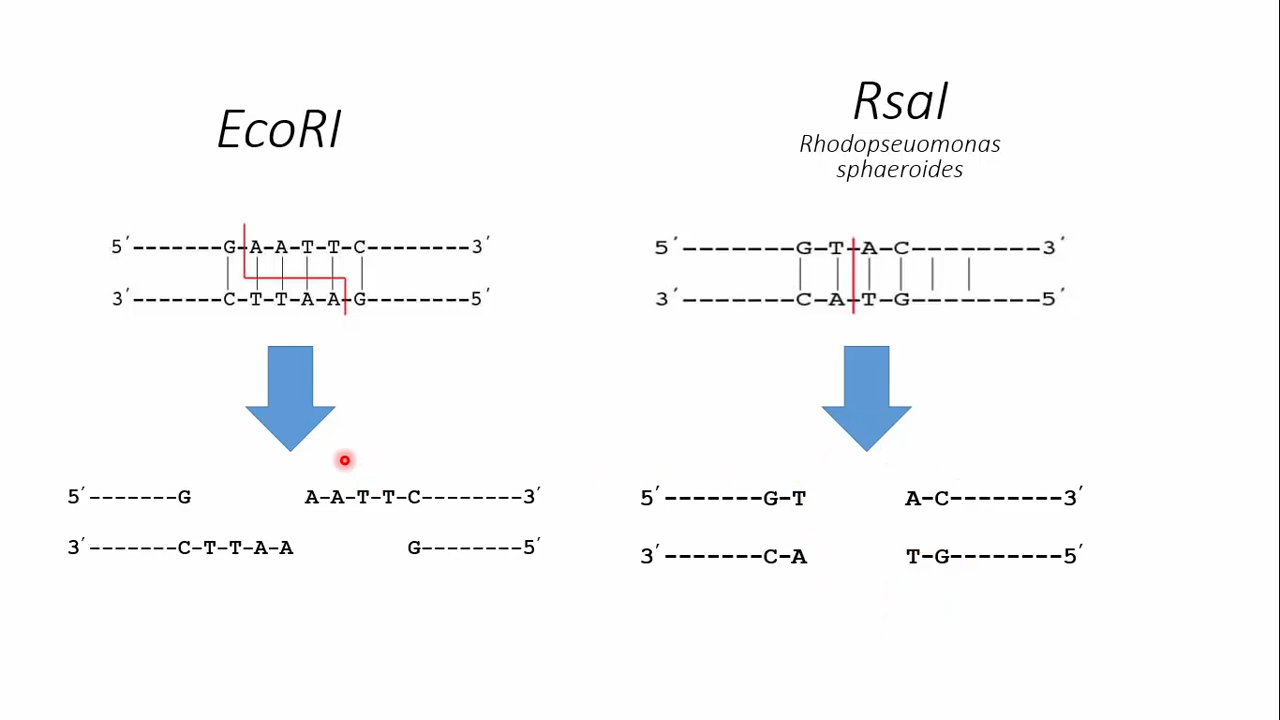 EcoRI
RsaI
Rhodopseuomonas
sphaeroides
5′-------G-A-A-T-T-C--------3′
3′-------C-T-T-A-A-G--------5′
5′-------G-T-A-C---------3′
3′-------C-A-T-G---------5′
5′-------G A-A-T-T-C--------3′
3′-------C-T-T-A-A G--------5′
5′-------G-T A-C---------3′
3′-------C-A T-G---------5′